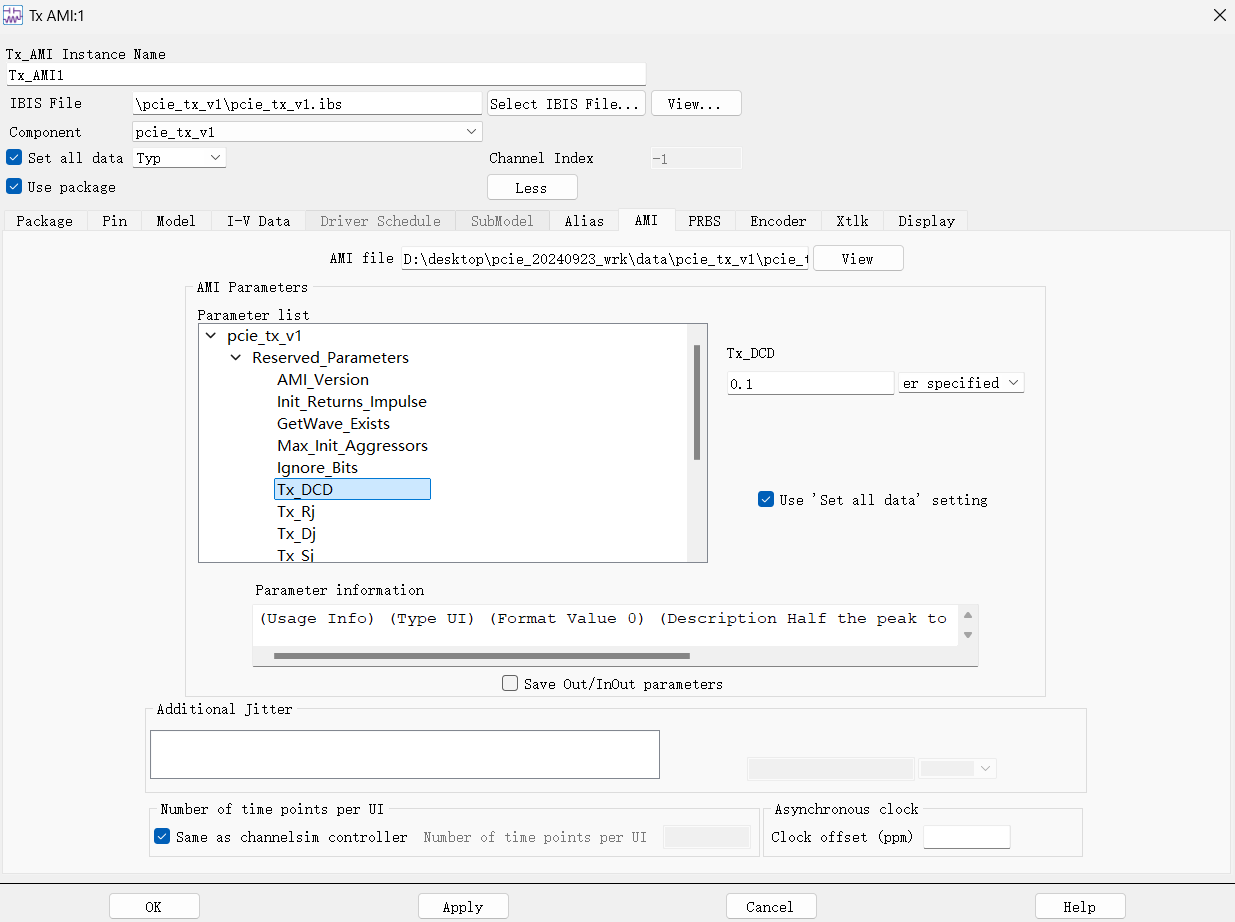 Tx AMI:1
Tx_AMI Instance Name
Tx_AMI1
IBIS File \pcie_tx_v1\pcie_tx_v1.ibs Select IBIS File... View...
Component pcie_tx_v1
Set all data Typ Channel Index -1
Use package Less
Package Pin Model I-V Data Driver Schedule SubModel Alias AMI PRBS Encoder Xtlk Display
AMI file D:\desktop\pcie_20240923_wrk\data\pcie_tx_v1\pcie_t View
AMI Parameters
Parameter list
pcie_tx_v1
Reserved_Parameters
AMI_Version
Init_Returns_Impulse
GetWave_Exists
Max_Init_Aggressors
Ignore_Bits
Tx_DCD
Tx_Rj
Tx_Dj
Tx_Sj
Tx_DCD
0.1 er specified
Use 'Set all data' setting
Parameter information
(Usage Info) (Type UI) (Format Value 0) (Description Half the peak to
Save Out/InOut parameters
Additional Jitter
Number of time points per UI
Same as channelsim controller Number of time points per UI
Asynchronous clock
Clock offset (ppm)
OK Apply Cancel Help